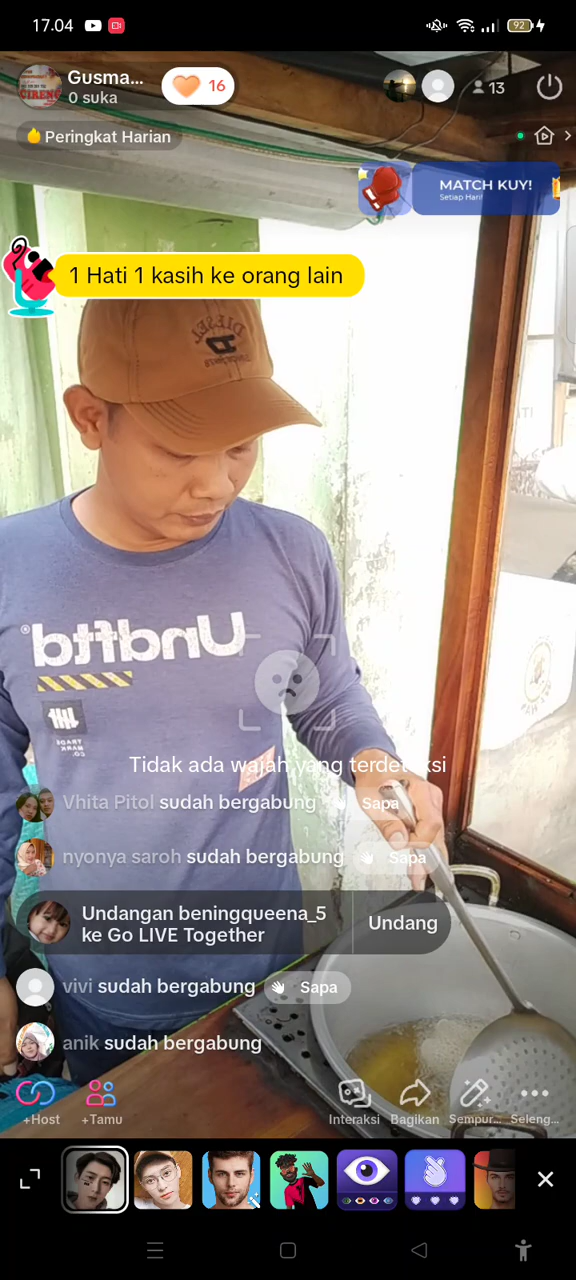 17.04
92
Gusma...
0 suka
16
13
Peringkat Harian
MATCH KUY!
Setiap Hari!
1 Hati 1 kasih ke orang lain
DIESEL
Undftd
TRADE
MARK
CO.
Tidak ada wajah yang terdeteksi
Vhita Pitol sudah bergabung
Sapa
nyonya saroh sudah bergabung
Sapa
Undangan beningqueena_5
ke Go LIVE Together
Undang
vivi sudah bergabung
Sapa
anik sudah bergabung
+Host
+Tamu
Interaksi
Bagikan
Sempur...
Seleng...